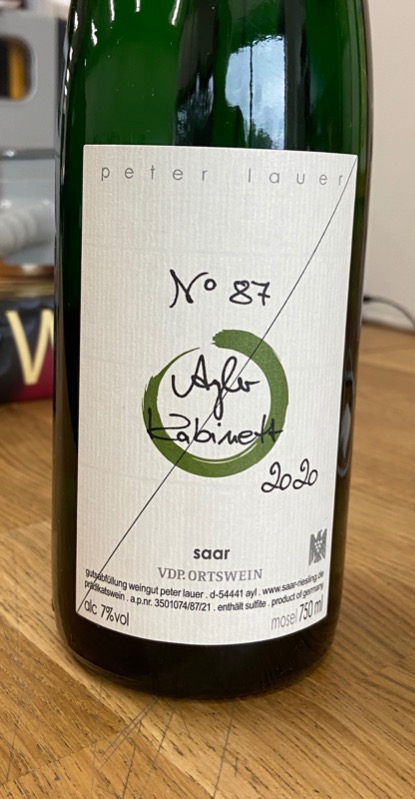 peter lauer
Nº 87
Ayler
Kabinett
2020
saar
VDP. ORTSWEIN
gutsabfüllung weingut peter lauer . d-54441 ayl . www.saar-riesling.de
prädikatswein . a.p.nr. 3501074/87/21 . enthält sulfite . product of germany
alc 7%vol
mosel 750 ml
W